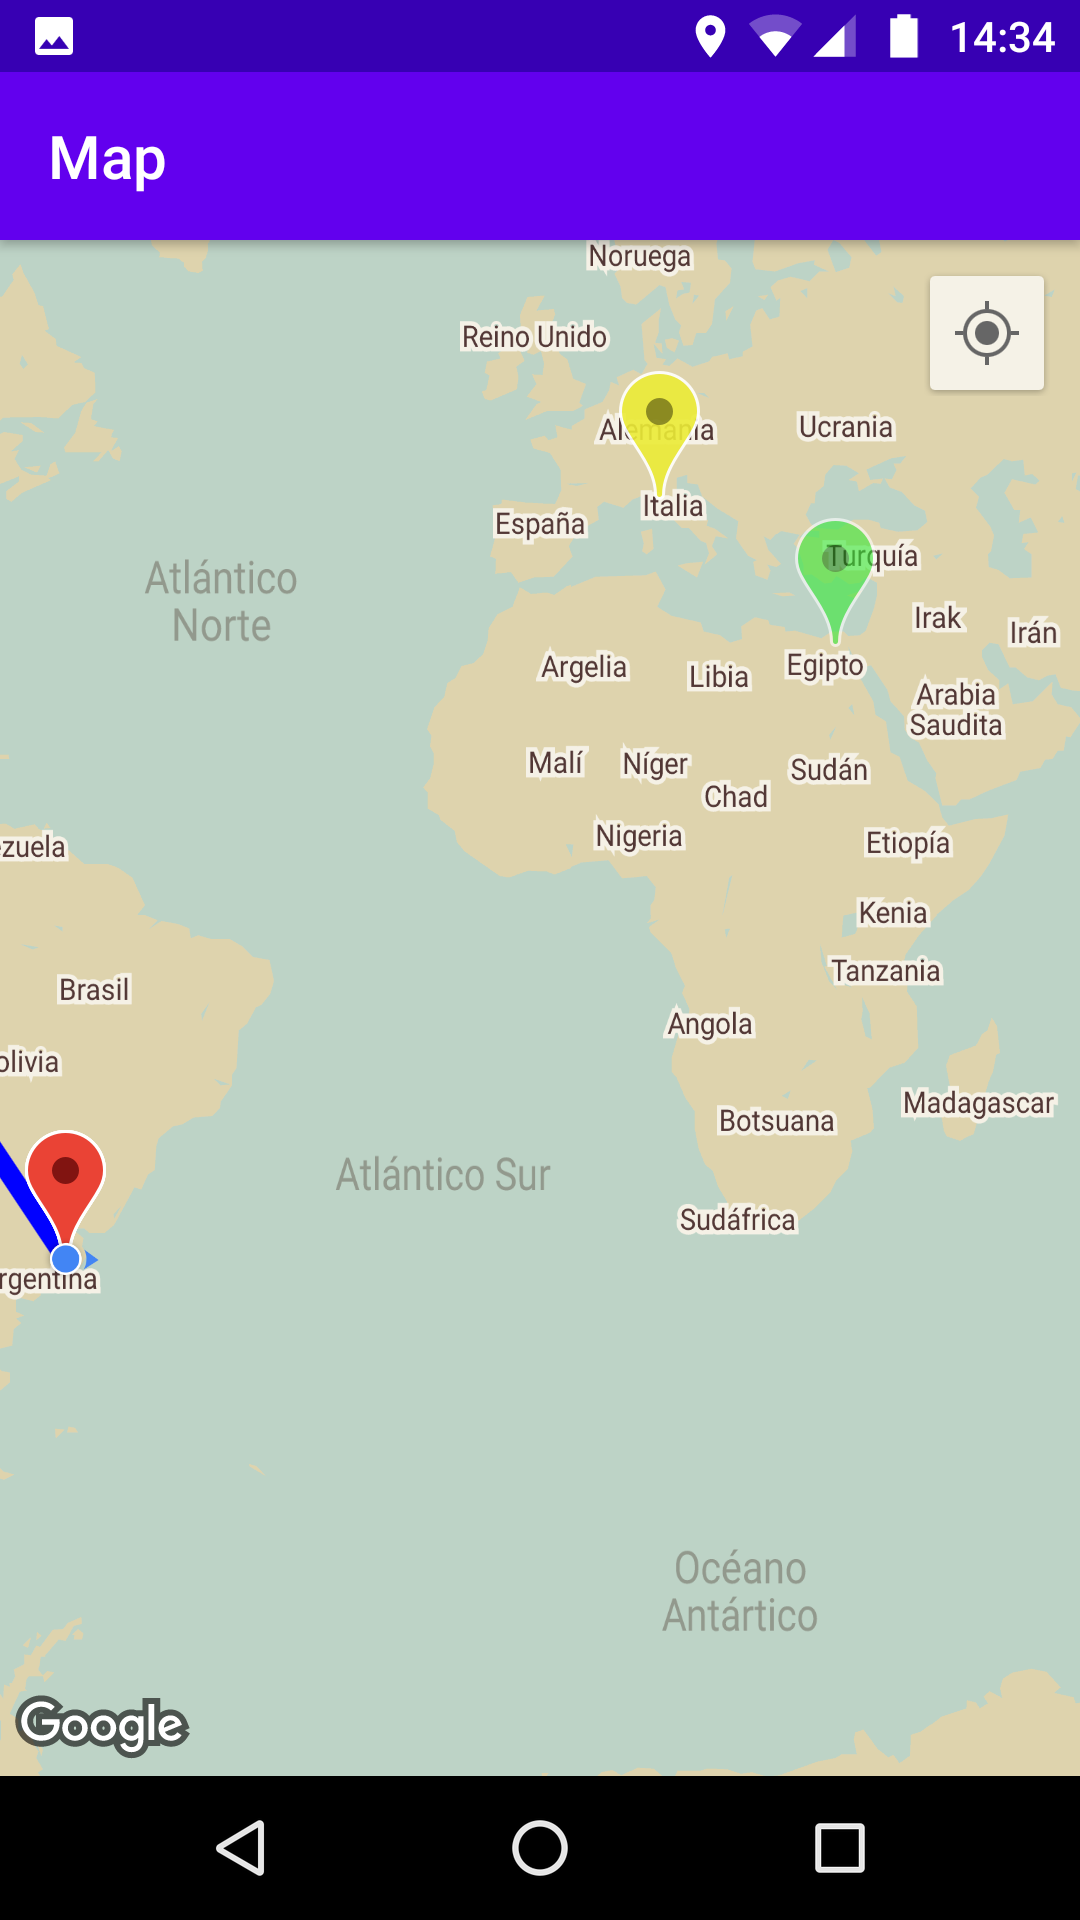 14:34
Map
Noruega
Reino Unido
Alemania
Ucrania
Italia
España
Turquía
Atlántico
Norte
Irak
Irán
Argelia
Libia
Egipto
Arabia
Saudita
Malí
Níger
Sudán
Chad
Nigeria
Etiopía
ezuela
Kenia
Tanzania
Brasil
Angola
olivia
Madagascar
Botsuana
Atlántico Sur
Sudáfrica
rgentina
Océano
Antártico
Google